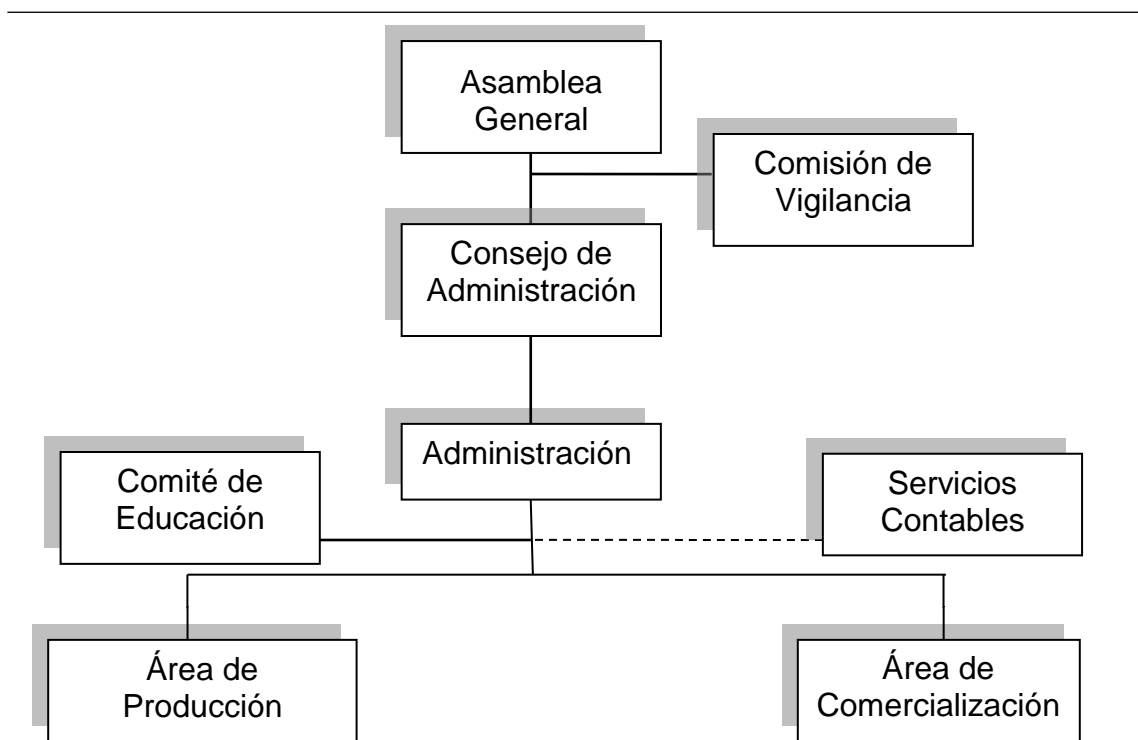 Asamblea
General
Comisión de
Vigilancia
Consejo de
Administración
Administración
Comité de
Educación
Servicios
Contables
Área de
Producción
Área de
Comercialización